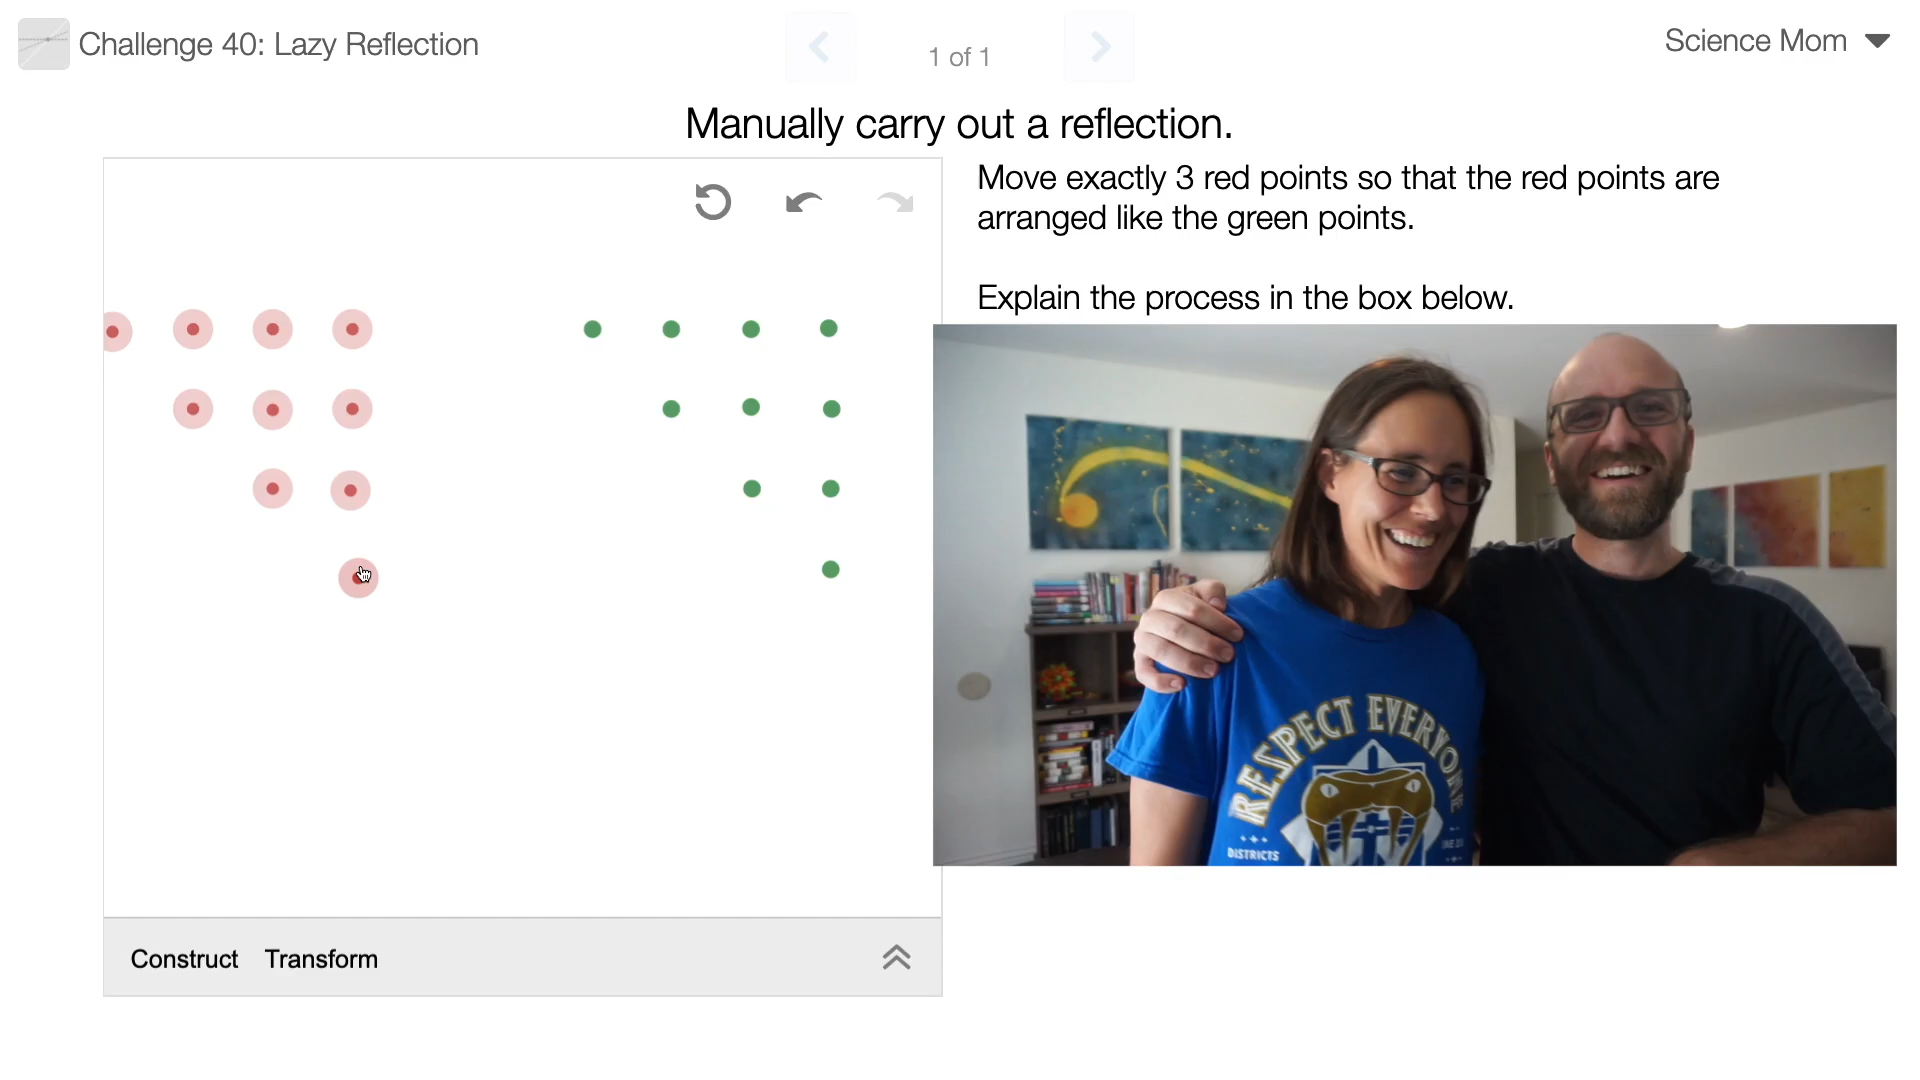 Challenge 40: Lazy Reflection
1 of 1
Science Mom
Manually carry out a reflection.
Move exactly 3 red points so that the red points are
arranged like the green points.
Explain the process in the box below.
RESPECT EVERYONE
DISTRICTS
Construct Transform